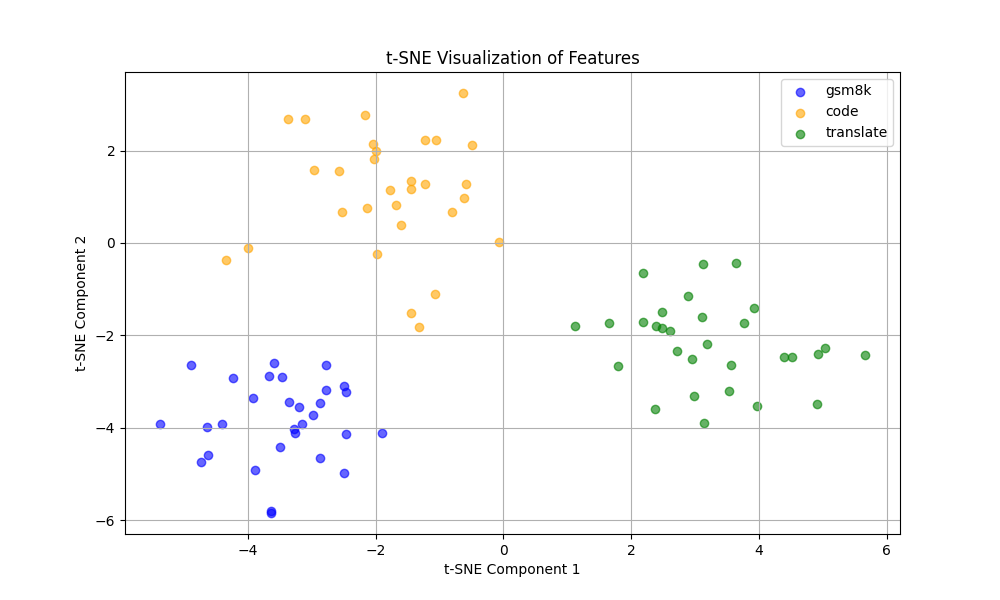 t-SNE Visualization of Features
gsm8k
code
translate
2
0
−2
−4
−6
t-SNE Component 2
−4
−2
0
2
4
6
t-SNE Component 1